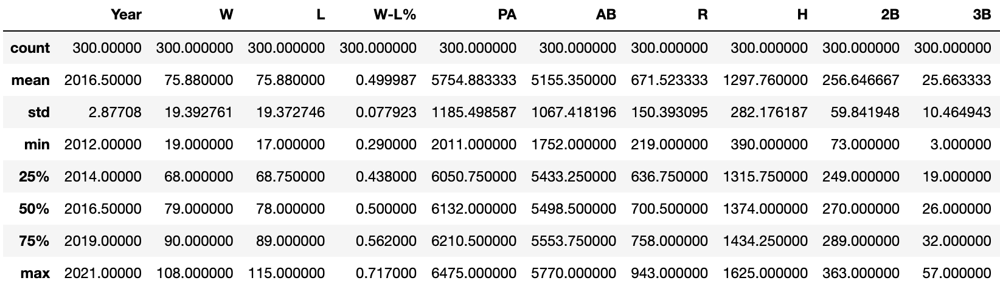 Year W L W-L% PA AB R H 2B 3B
count 300.00000 300.000000 300.000000 300.000000 300.000000 300.000000 300.000000 300.000000 300.000000 300.000000
mean 2016.50000 75.880000 75.880000 0.499987 5754.883333 5155.350000 671.523333 1297.760000 256.646667 25.663333
std 2.87708 19.392761 19.372746 0.077923 1185.498587 1067.418196 150.393095 282.176187 59.841948 10.464943
min 2012.00000 19.000000 17.000000 0.290000 2011.000000 1752.000000 219.000000 390.000000 73.000000 3.000000
25% 2014.00000 68.000000 68.750000 0.438000 6050.750000 5433.250000 636.750000 1315.750000 249.000000 19.000000
50% 2016.50000 79.000000 78.000000 0.500000 6132.000000 5498.500000 700.500000 1374.000000 270.000000 26.000000
75% 2019.00000 90.000000 89.000000 0.562000 6210.500000 5553.750000 758.000000 1434.250000 289.000000 32.000000
max 2021.00000 108.000000 115.000000 0.717000 6475.000000 5770.000000 943.000000 1625.000000 363.000000 57.000000